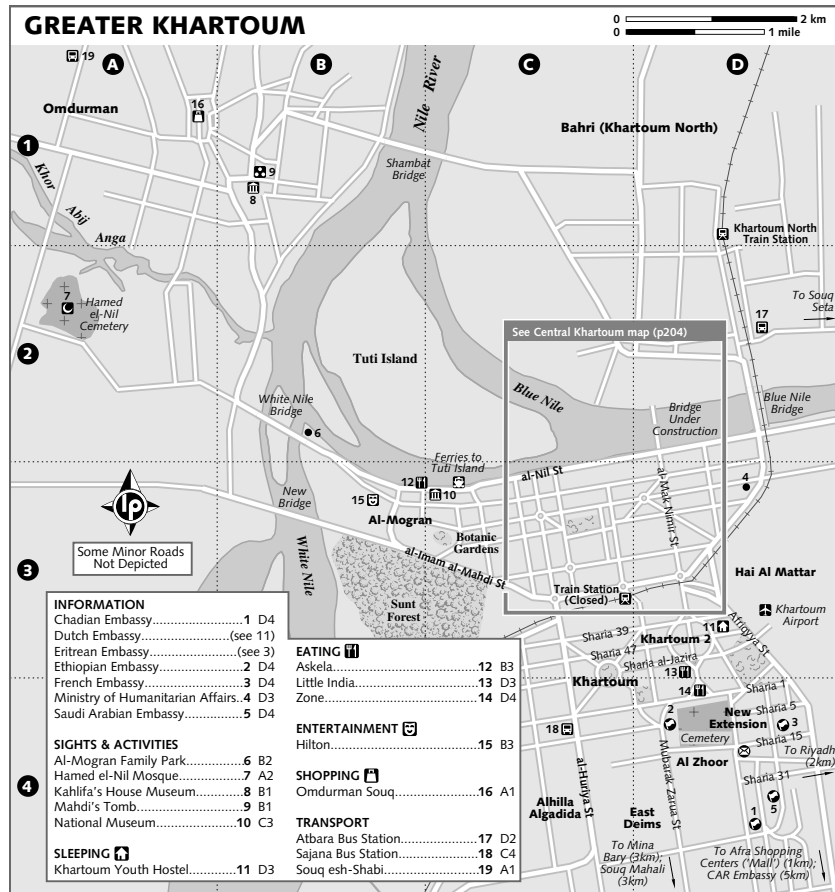 GREATER KHARTOUM
0 2 km
0 1 mile
A B C D
19
Omdurman
16
Nile River
Bahri (Khartoum North)
1
9
8
Shambat
Bridge
Khor Abij Anga
Khartoum North
Train Station
7
Hamed
el-Nil
Cemetery
To Souq
Seta
17
2
See Central Khartoum map (p204)
Tuti Island
Blue Nile
White Nile
Bridge
6
Bridge
Under
Construction
Blue Nile
Bridge
Ferries to
Tuti Island
al-Nil St
al-Mak Nimir St
4
12
10
15
New
Bridge
Al-Mogran
Botanic
Gardens
lp
Some Minor Roads
Not Depicted
White Nile
al-Imam al-Mahdi St
3
Hai Al Mattar
Sunt
Forest
Train Station
(Closed)
Khartoum
Airport
11
Afriqiyya St
Sharia 39
Khartoum 2
Sharia 47
Sharia al-Jazira
13
Khartoum
14
Sharia 1
New
Extension
Sharia 5
2
3
Cemetery
Sharia 15
18
To Riyadh
(2km)
Al Zhoor
Sharia 31
al-Huriya St
Mubarak Zarua St
4
Alhilla
Algadida
East
Deims
1
5
To Mina
Bary (3km);
Souq Mahali
(3km)
To Afra Shopping
Centers ('Mall') (1km);
CAR Embassy (5km)
INFORMATION
Chadian Embassy...1 D4
Dutch Embassy...(see 11)
Eritrean Embassy...(see 3)
Ethiopian Embassy...2 D4
French Embassy...3 D4
Ministry of Humanitarian Affairs..4 D3
Saudi Arabian Embassy...5 D4
SIGHTS & ACTIVITIES
Al-Mogran Family Park...6 B2
Hamed el-Nil Mosque...7 A2
Kahlifa's House Museum...8 B1
Mahdi's Tomb...9 B1
National Museum...10 C3
SLEEPING
Khartoum Youth Hostel...11 D3
EATING
Askela...12 B3
Little India...13 D3
Zone...14 D4
ENTERTAINMENT
Hilton...15 B3
SHOPPING
Omdurman Souq...16 A1
TRANSPORT
Atbara Bus Station...17 D2
Sajana Bus Station...18 C4
Souq esh-Shabi...19 A1